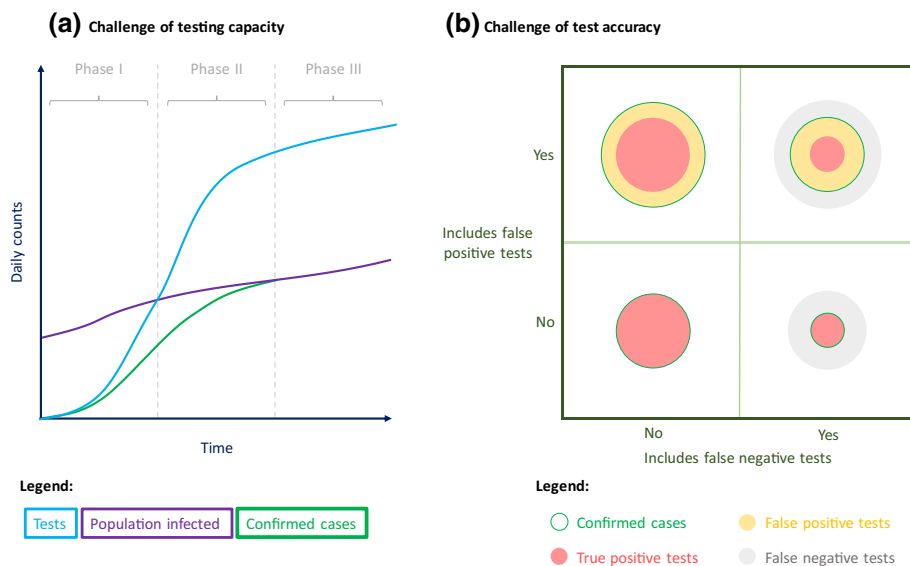 (a) Challenge of testing capacity
Phase I
Phase II
Phase III
Daily counts
Time
Legend:
Tests
Population infected
Confirmed cases
(b) Challenge of test accuracy
Yes
Includes false
positive tests
No
No
Yes
Includes false negative tests
Legend:
Confirmed cases
False positive tests
True positive tests
False negative tests